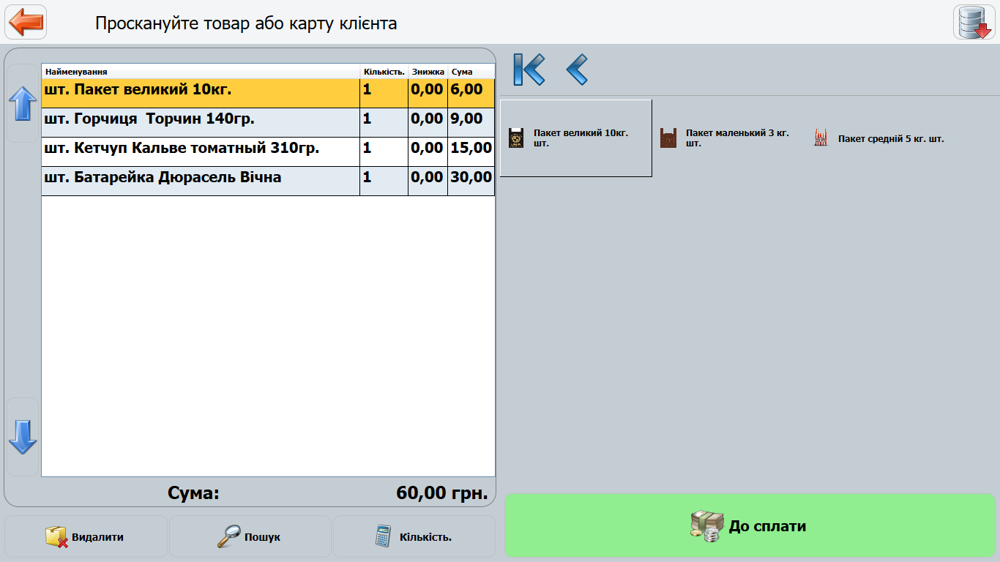 Проскануйте товар або карту клієнта
Найменування Кількість. Знижка Сума
шт. Пакет великий 10кг. 1 0,00 6,00
шт. Горчиця  Торчин 140гр. 1 0,00 9,00
шт. Кетчуп Кальве томатный 310гр. 1 0,00 15,00
шт. Батарейка Дюрасель Вічна 1 0,00 30,00
Сума: 60,00 грн.
Видалити Пошук Кількість.
Пакет великий 10кг.
шт.
Пакет маленький 3 кг.
шт.
Пакет средній 5 кг. шт.
До сплати